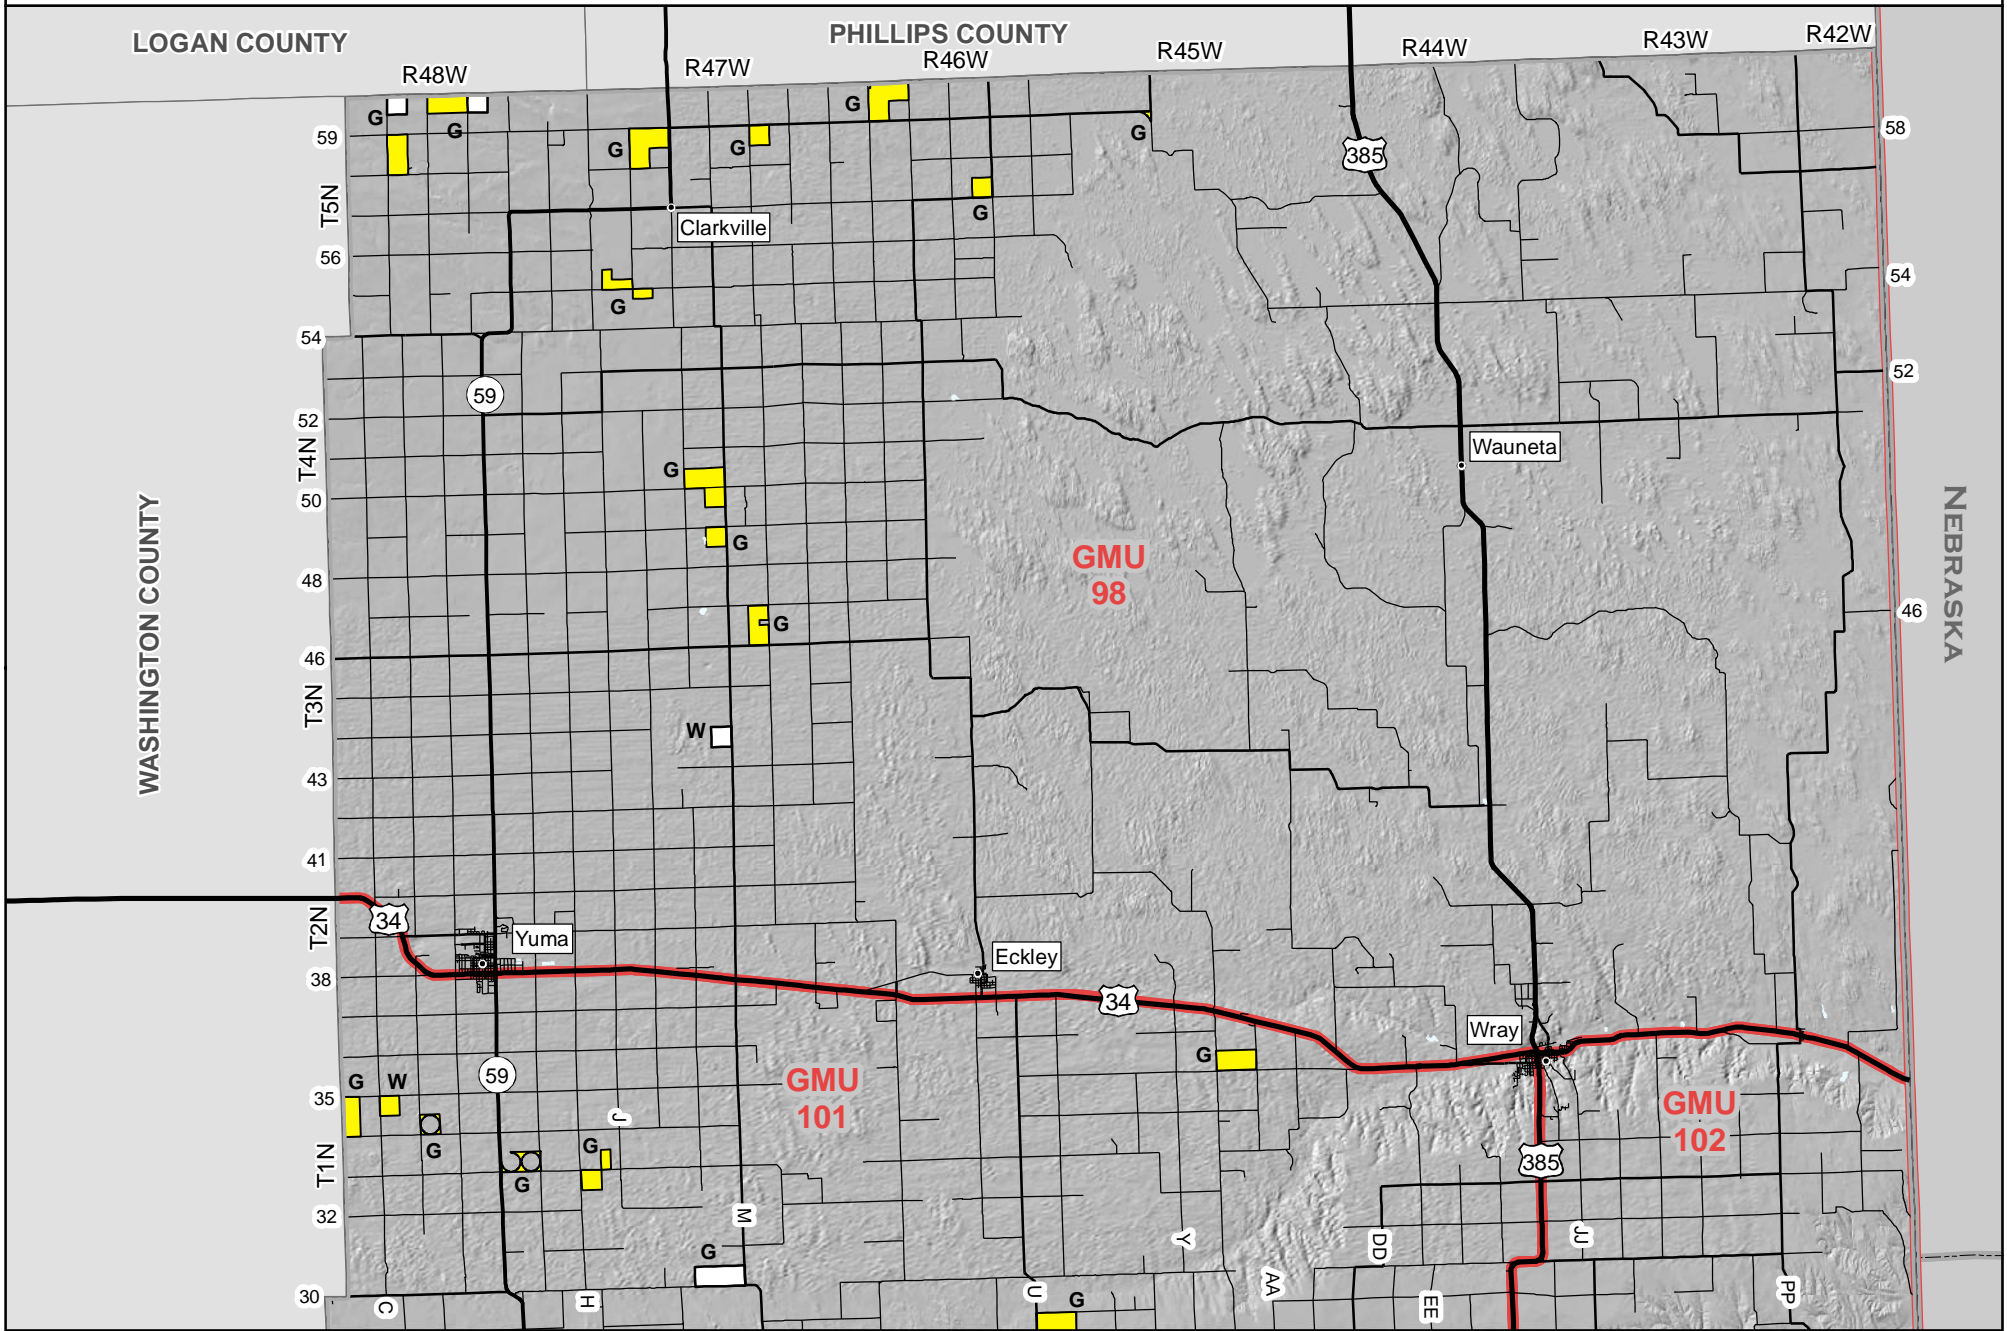 LOGAN COUNTY
PHILLIPS COUNTY
R48W
R47W
R46W
R45W
R44W
R43W
R42W
G
G
G
G
G
G
G
59
58
385
T5N
Clarkville
56
G
54
54
59
52
52
T4N
Wauneta
G
50
G
GMU
98
48
G
46
46
WASHINGTON COUNTY
NEBRASKA
T3N
W
43
41
34
T2N
Yuma
Eckley
38
34
Wray
G
59
GMU
101
GMU
102
G
W
35
J
G
G
385
T1N
G
32
M
Y
DD
JJ
G
AA
30
C
H
U
G
EE
PP